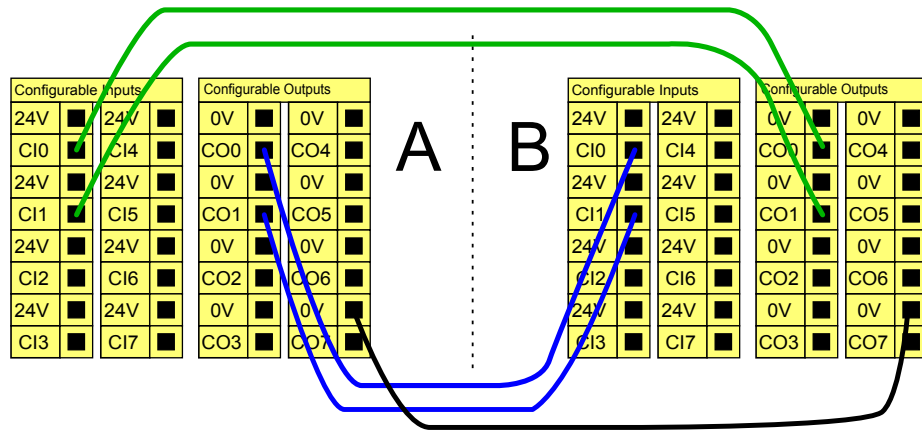 Configurable Inputs Configurable Outputs A B Configurable Inputs Configurable Outputs
24V 24V 0V 0V 24V 24V 0V 0V
CI0 CI4 CO0 CO4 CI0 CI4 CO0 CO4
24V 24V 0V 0V 24V 24V 0V 0V
CI1 CI5 CO1 CO5 CI1 CI5 CO1 CO5
24V 24V 0V 0V 24V 24V 0V 0V
CI2 CI6 CO2 CO6 CI2 CI6 CO2 CO6
24V 24V 0V 0V 24V 24V 0V 0V
CI3 CI7 CO3 CO7 CI3 CI7 CO3 CO7